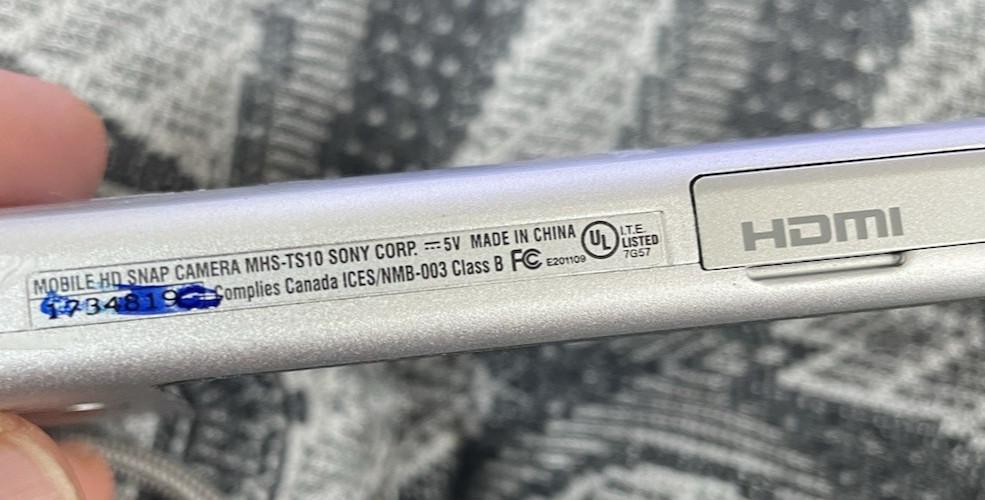 MOBILE HD SNAP CAMERA MHS-TS10 SONY CORP. ⎓ 5V MADE IN CHINA
Complies Canada ICES/NMB-003 Class B FC E201109
UL
I.T.E.
LISTED
7G57
HDMI